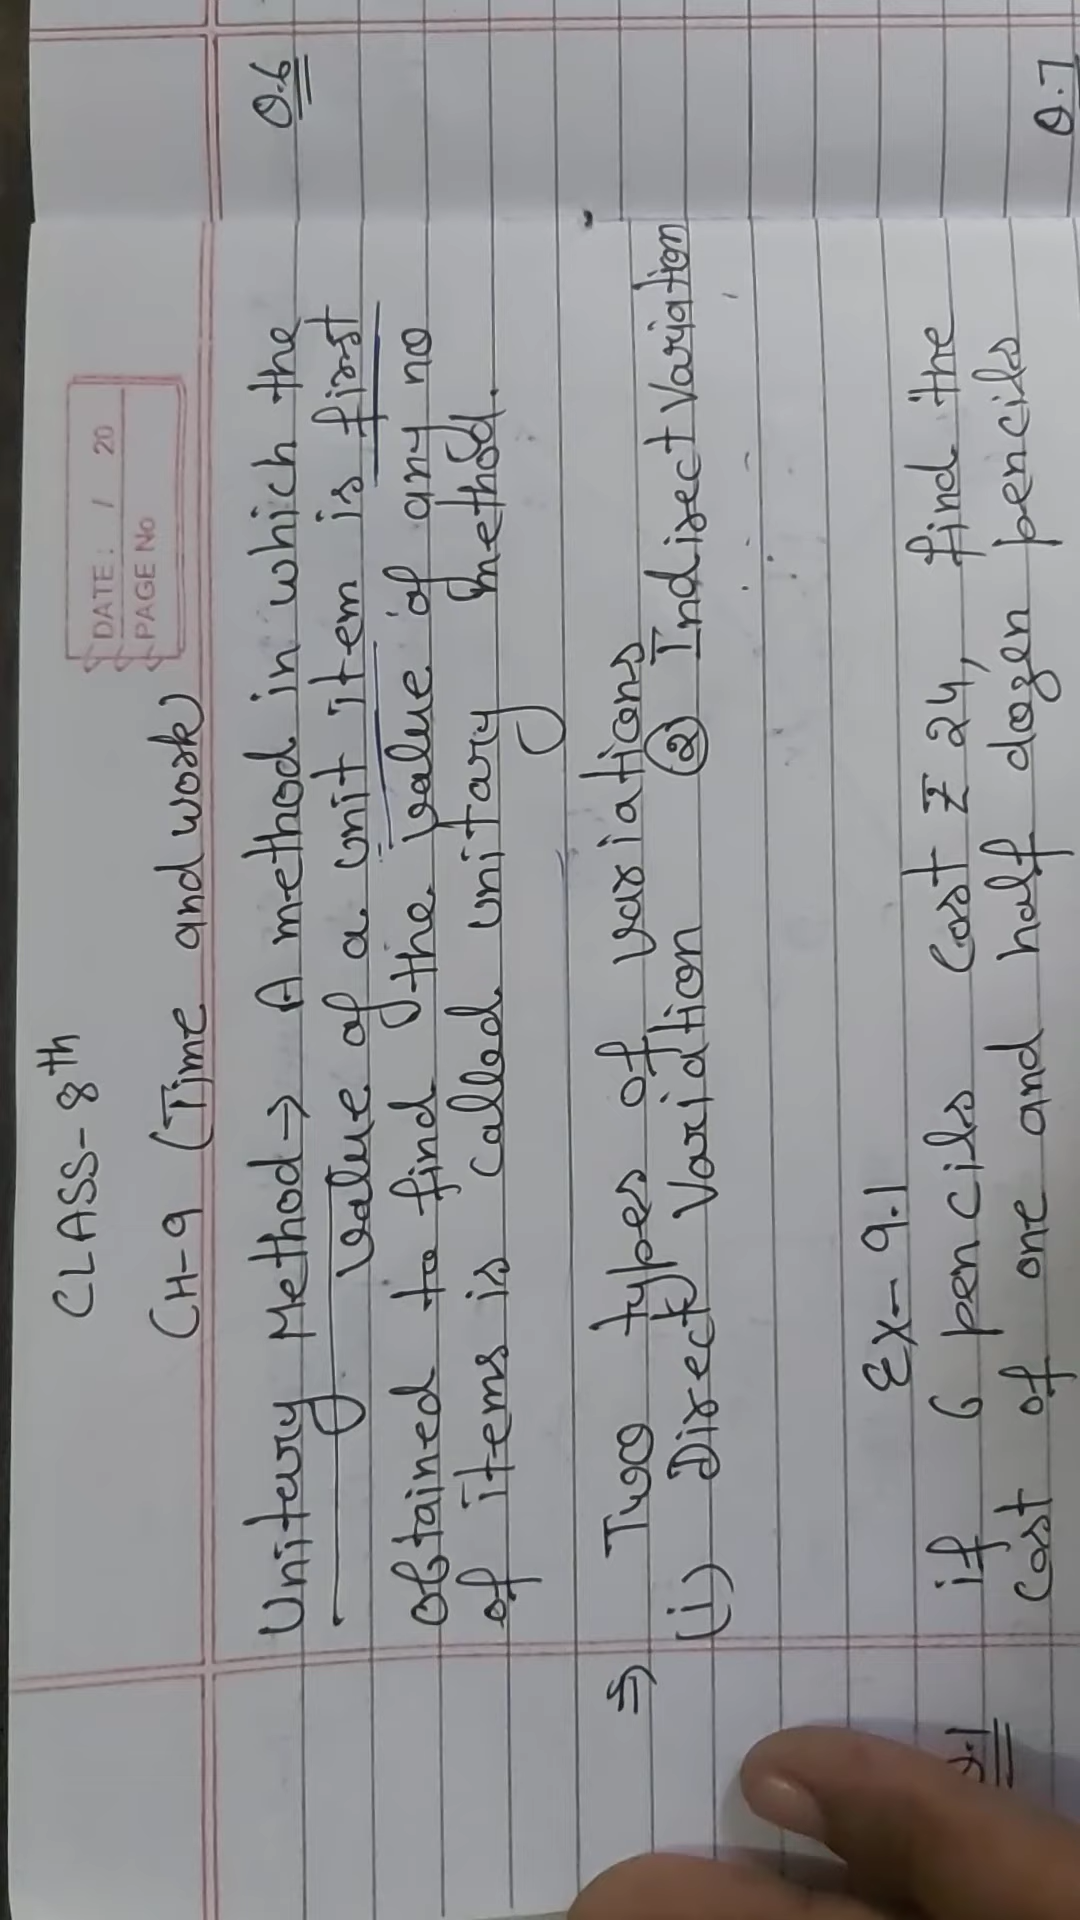 CLASS-8th
DATE: / 20
PAGE No
CH-9 (Time and work)
Unitary Method → A method in which the
value of a unit item is first
obtained to find the value of any no
of items is called unitary method.
⇒ Two types of variations
(i) Direct Variation (2) Indirect Variation
Ex-9.1
if 6 pencils cost ₹ 24, find the
cost of one and half dozen pencils
Q.6
Q.7